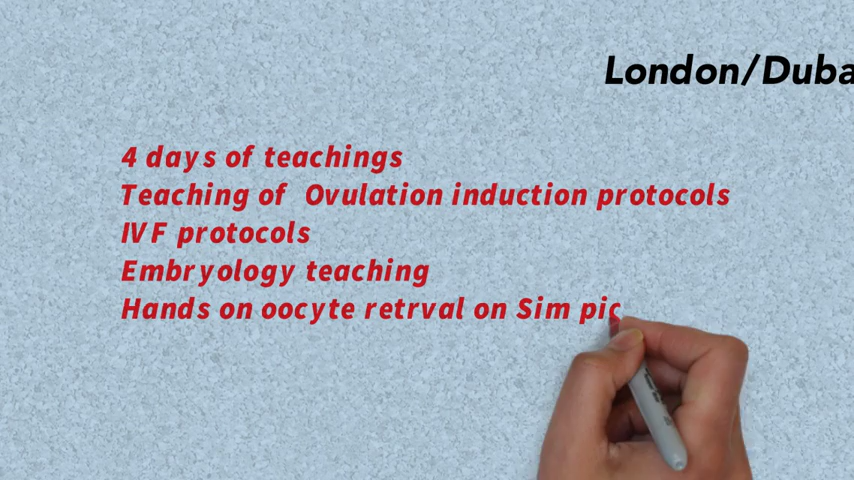 London/Duba
4 days of teachings
Teaching of Ovulation induction protocols
IVF protocols
Embryology teaching
Hands on oocyte retrval on Sim pic